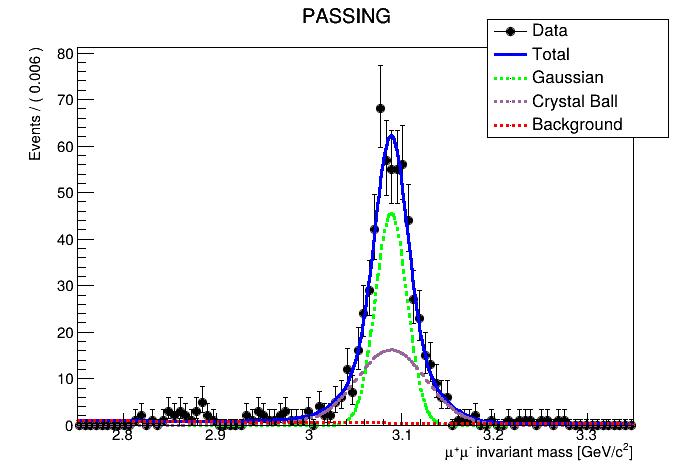 PASSING
Data
Total
Gaussian
Crystal Ball
Background
Events / ( 0.006 )
80
70
60
50
40
30
20
10
0
2.8 2.9 3 3.1 3.2 3.3
μ⁺μ⁻ invariant mass [GeV/c²]